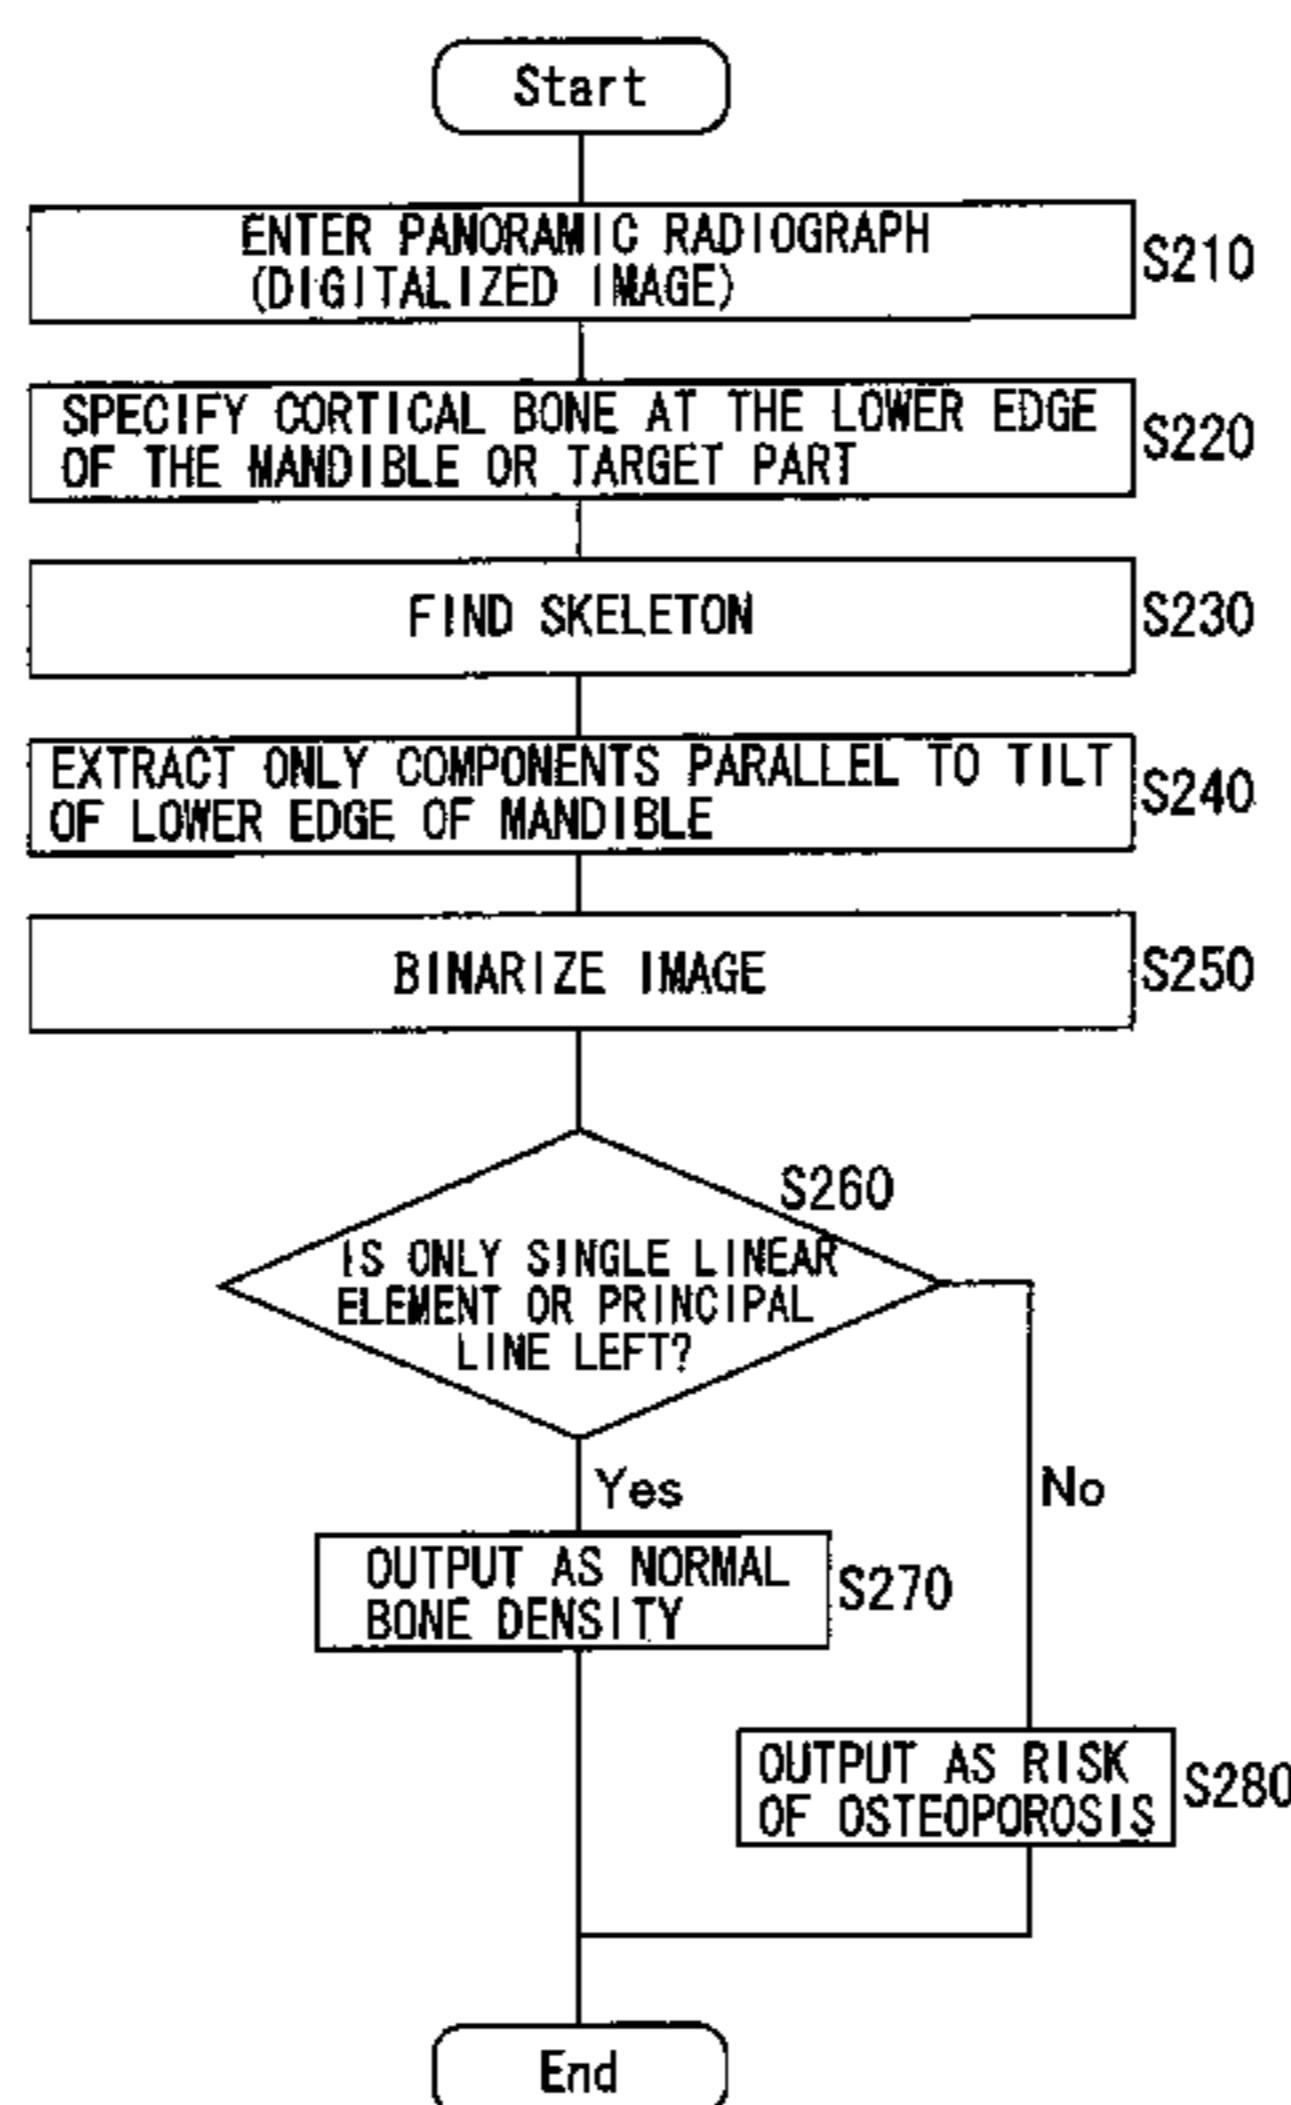 Start
ENTER PANORAMIC RADIOGRAPH
(DIGITALIZED IMAGE)
S210
SPECIFY CORTICAL BONE AT THE LOWER EDGE
OF THE MANDIBLE OR TARGET PART
S220
FIND SKELETON
S230
EXTRACT ONLY COMPONENTS PARALLEL TO TILT
OF LOWER EDGE OF MANDIBLE
S240
BINARIZE IMAGE
S250
S260
IS ONLY SINGLE LINEAR
ELEMENT OR PRINCIPAL
LINE LEFT?
Yes
No
OUTPUT AS NORMAL
BONE DENSITY
S270
OUTPUT AS RISK
OF OSTEOPOROSIS
S280
End